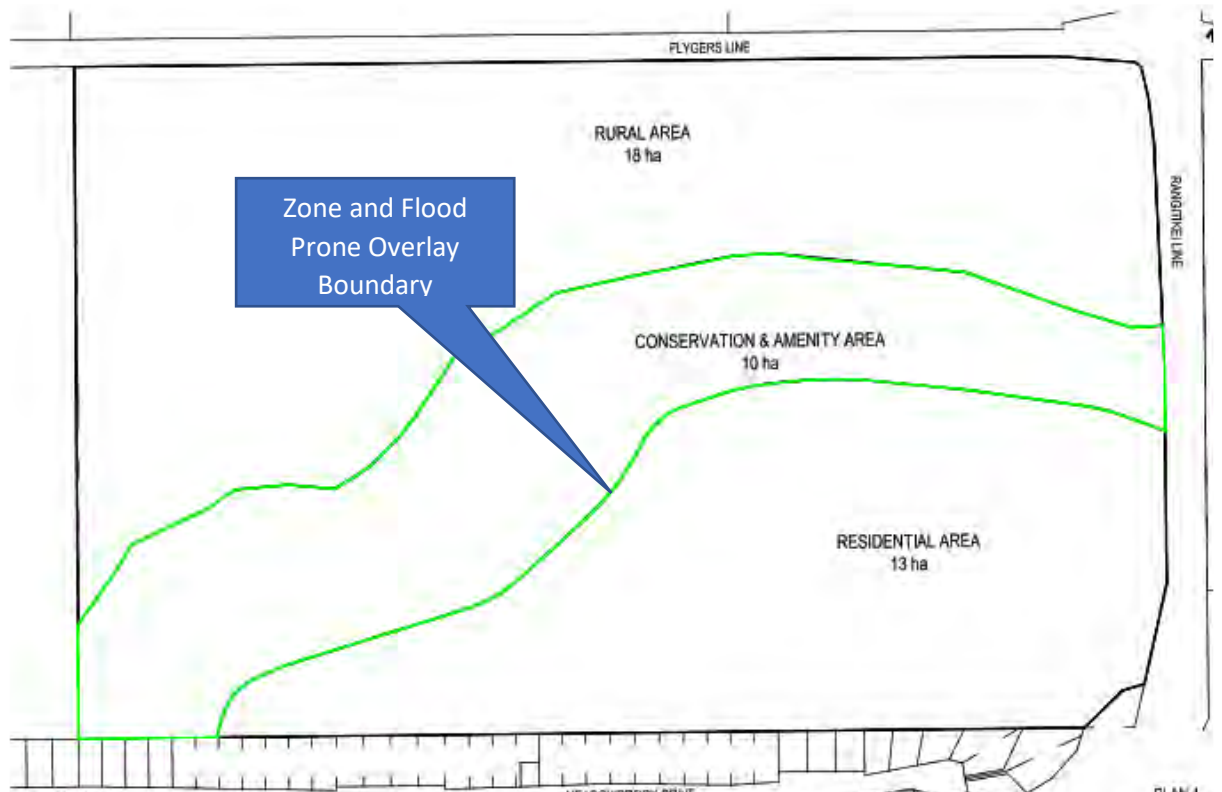 FLYGERS LINE
RURAL AREA
18 ha
Zone and Flood
Prone Overlay
Boundary
RANGITIKEI LINE
CONSERVATION & AMENITY AREA
10 ha
RESIDENTIAL AREA
13 ha